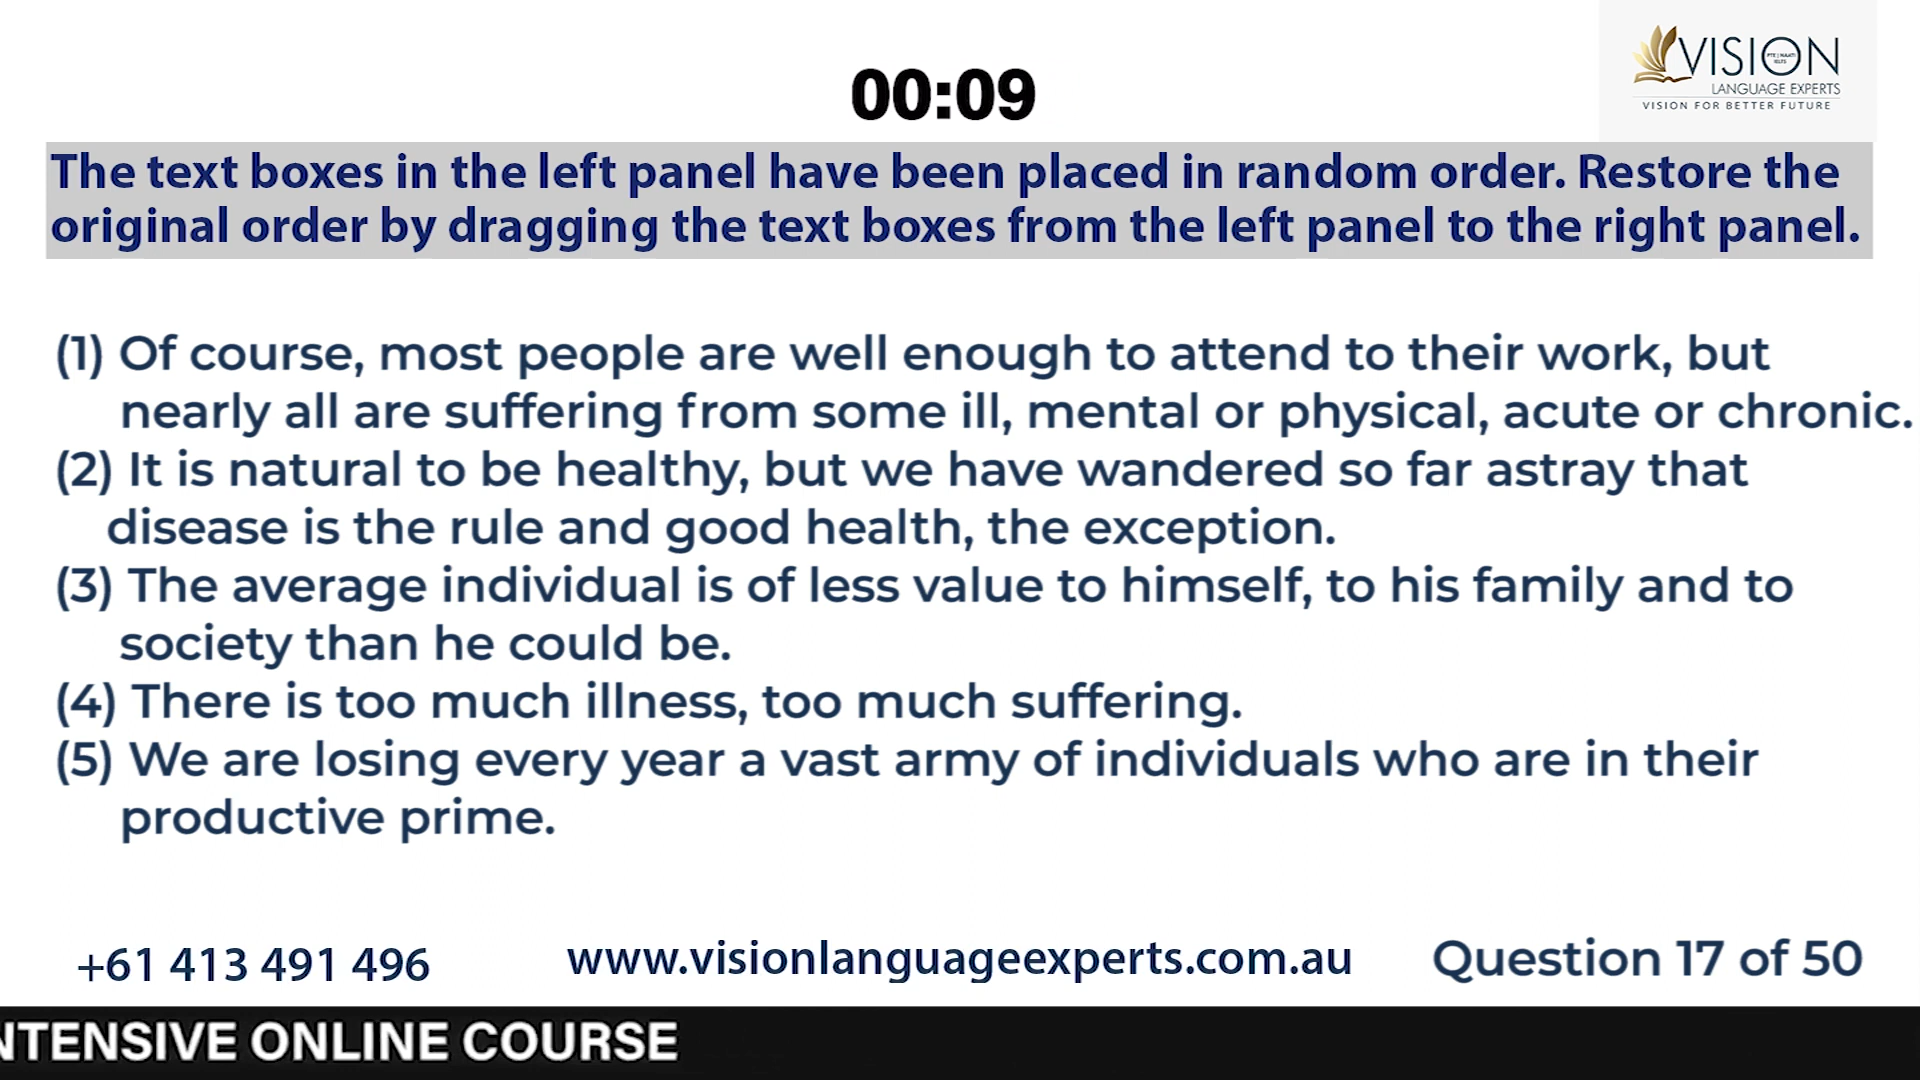 VISION
PTE | NAATI
IELTS
LANGUAGE EXPERTS
VISION FOR BETTER FUTURE
00:09
The text boxes in the left panel have been placed in random order. Restore the
original order by dragging the text boxes from the left panel to the right panel.
(1) Of course, most people are well enough to attend to their work, but
nearly all are suffering from some ill, mental or physical, acute or chronic.
(2) It is natural to be healthy, but we have wandered so far astray that
disease is the rule and good health, the exception.
(3) The average individual is of less value to himself, to his family and to
society than he could be.
(4) There is too much illness, too much suffering.
(5) We are losing every year a vast army of individuals who are in their
productive prime.
+61 413 491 496
www.visionlanguageexperts.com.au
Question 17 of 50
NTENSIVE ONLINE COURSE